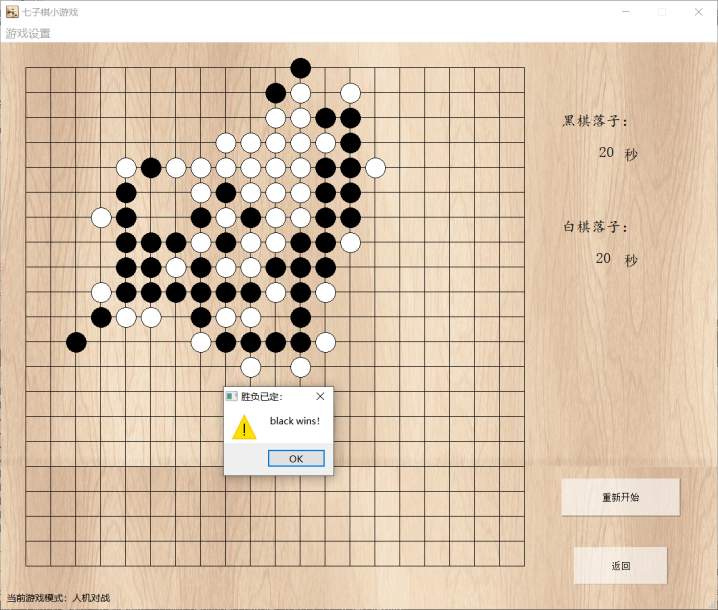 七子棋小游戏
游戏设置
黑棋落子：
20 秒
白棋落子：
20 秒
胜负已定：
black wins!
OK
重新开始
返回
当前游戏模式：人机对战